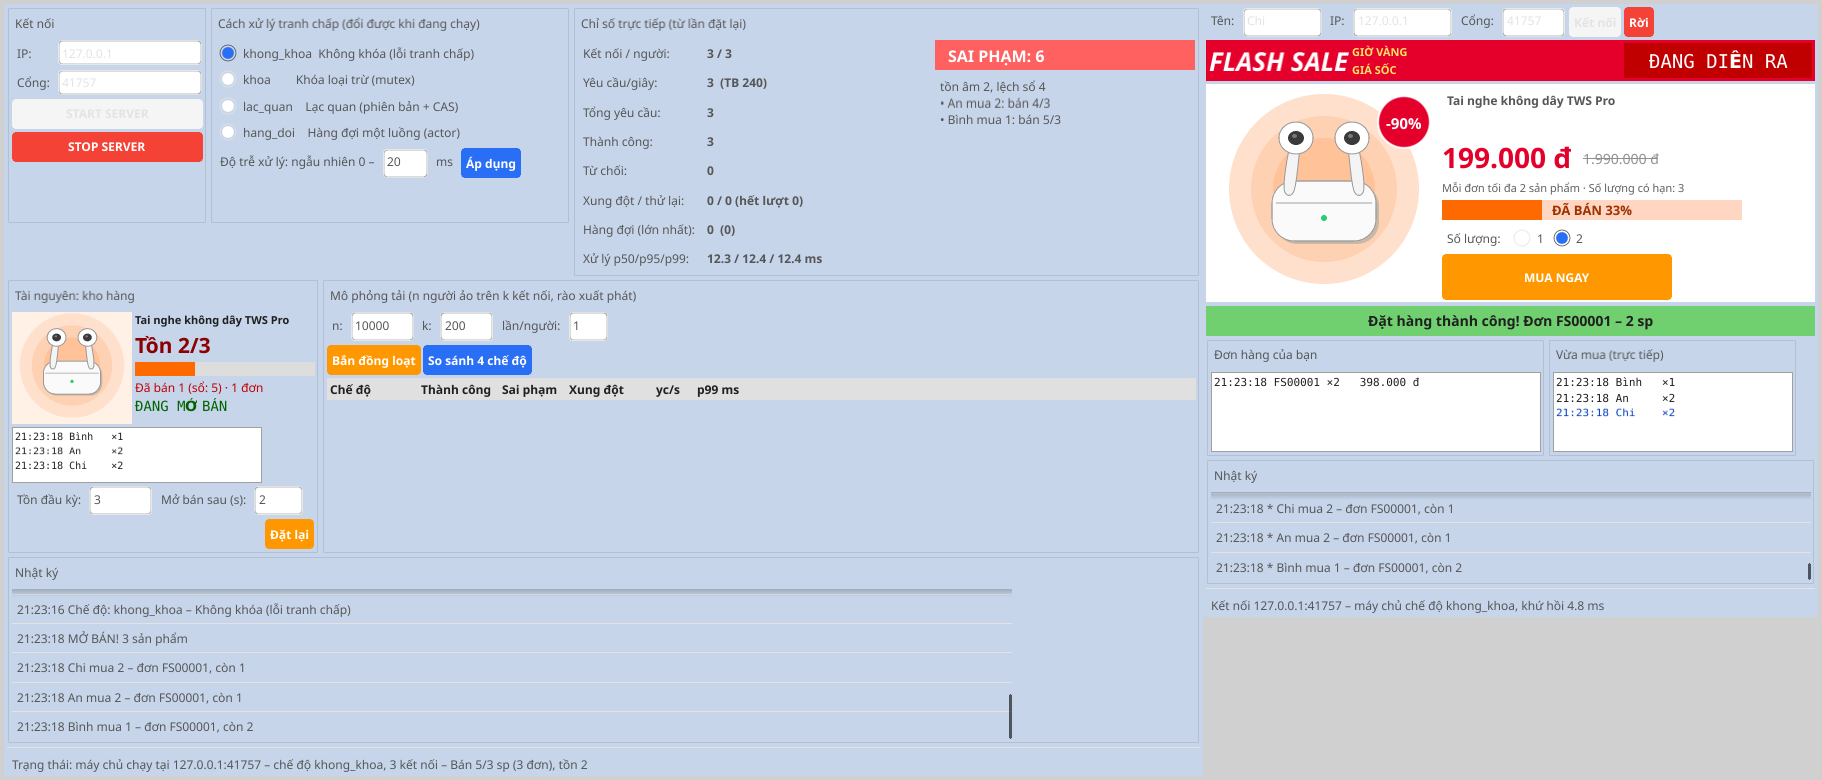 Kết nối
IP: 127.0.0.1
Cổng: 41757
START SERVER
STOP SERVER
Cách xử lý tranh chấp (đổi được khi đang chạy)
khong_khoa Không khóa (lỗi tranh chấp)
khoa Khóa loại trừ (mutex)
lac_quan Lạc quan (phiên bản + CAS)
hang_doi Hàng đợi một luồng (actor)
Độ trễ xử lý: ngẫu nhiên 0 – 20 ms Áp dụng
Chỉ số trực tiếp (từ lần đặt lại)
Kết nối / người: 3 / 3
Yêu cầu/giây: 3 (TB 240)
Tổng yêu cầu: 3
Thành công: 3
Từ chối: 0
Xung đột / thử lại: 0 / 0 (hết lượt 0)
Hàng đợi (lớn nhất): 0 (0)
Xử lý p50/p95/p99: 12.3 / 12.4 / 12.4 ms
SAI PHẠM: 6
tồn âm 2, lệch sổ 4
• An mua 2: bán 4/3
• Bình mua 1: bán 5/3
Tài nguyên: kho hàng
Tai nghe không dây TWS Pro
Tồn 2/3
Đã bán 1 (sổ: 5) · 1 đơn
ĐANG MỞ BÁN
21:23:18 Bình ×1
21:23:18 An ×2
21:23:18 Chi ×2
Tồn đầu kỳ: 3 Mở bán sau (s): 2
Đặt lại
Mô phỏng tải (n người ảo trên k kết nối, rào xuất phát)
n: 10000 k: 200 lần/người: 1
Bắn đồng loạt So sánh 4 chế độ
Chế độ Thành công Sai phạm Xung đột yc/s p99 ms
Nhật ký
21:23:16 Chế độ: khong_khoa – Không khóa (lỗi tranh chấp)
21:23:18 MỞ BÁN! 3 sản phẩm
21:23:18 Chi mua 2 – đơn FS00001, còn 1
21:23:18 An mua 2 – đơn FS00001, còn 1
21:23:18 Bình mua 1 – đơn FS00001, còn 2
Trạng thái: máy chủ chạy tại 127.0.0.1:41757 – chế độ khong_khoa, 3 kết nối – Bán 5/3 sp (3 đơn), tồn 2
Tên: Chi IP: 127.0.0.1 Cổng: 41757 Kết nối Rời
FLASH SALE GIỜ VÀNG
GIÁ SỐC
ĐANG DIỄN RA
-90%
Tai nghe không dây TWS Pro
199.000 đ 1.990.000 đ
Mỗi đơn tối đa 2 sản phẩm · Số lượng có hạn: 3
ĐÃ BÁN 33%
Số lượng: 1 2
MUA NGAY
Đặt hàng thành công! Đơn FS00001 – 2 sp
Đơn hàng của bạn
21:23:18 FS00001 ×2 398.000 đ
Vừa mua (trực tiếp)
21:23:18 Bình ×1
21:23:18 An ×2
21:23:18 Chi ×2
Nhật ký
21:23:18 * Chi mua 2 – đơn FS00001, còn 1
21:23:18 * An mua 2 – đơn FS00001, còn 1
21:23:18 * Bình mua 1 – đơn FS00001, còn 2
Kết nối 127.0.0.1:41757 – máy chủ chế độ khong_khoa, khứ hồi 4.8 ms